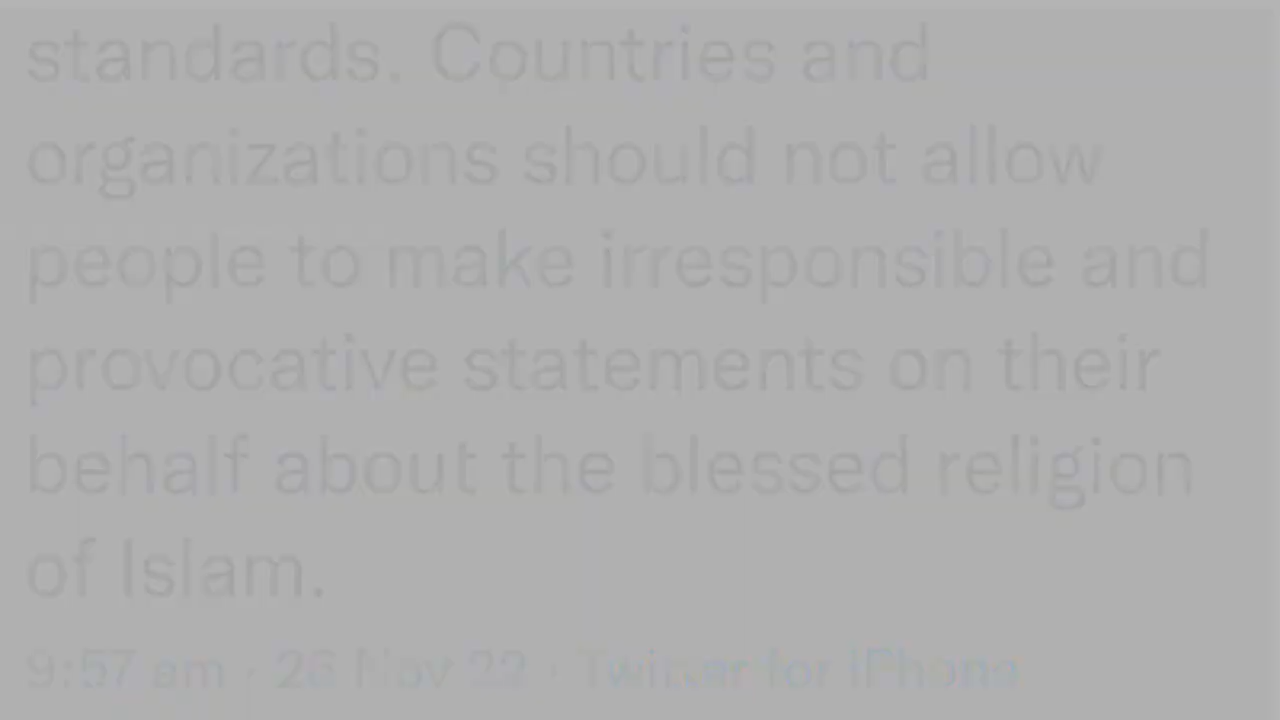 standards. Countries and
organizations should not allow
people to make irresponsible and
provocative statements on their
behalf about the blessed religion
of Islam.
9:57 am · 26 Nov 22 · Twitter for iPhone